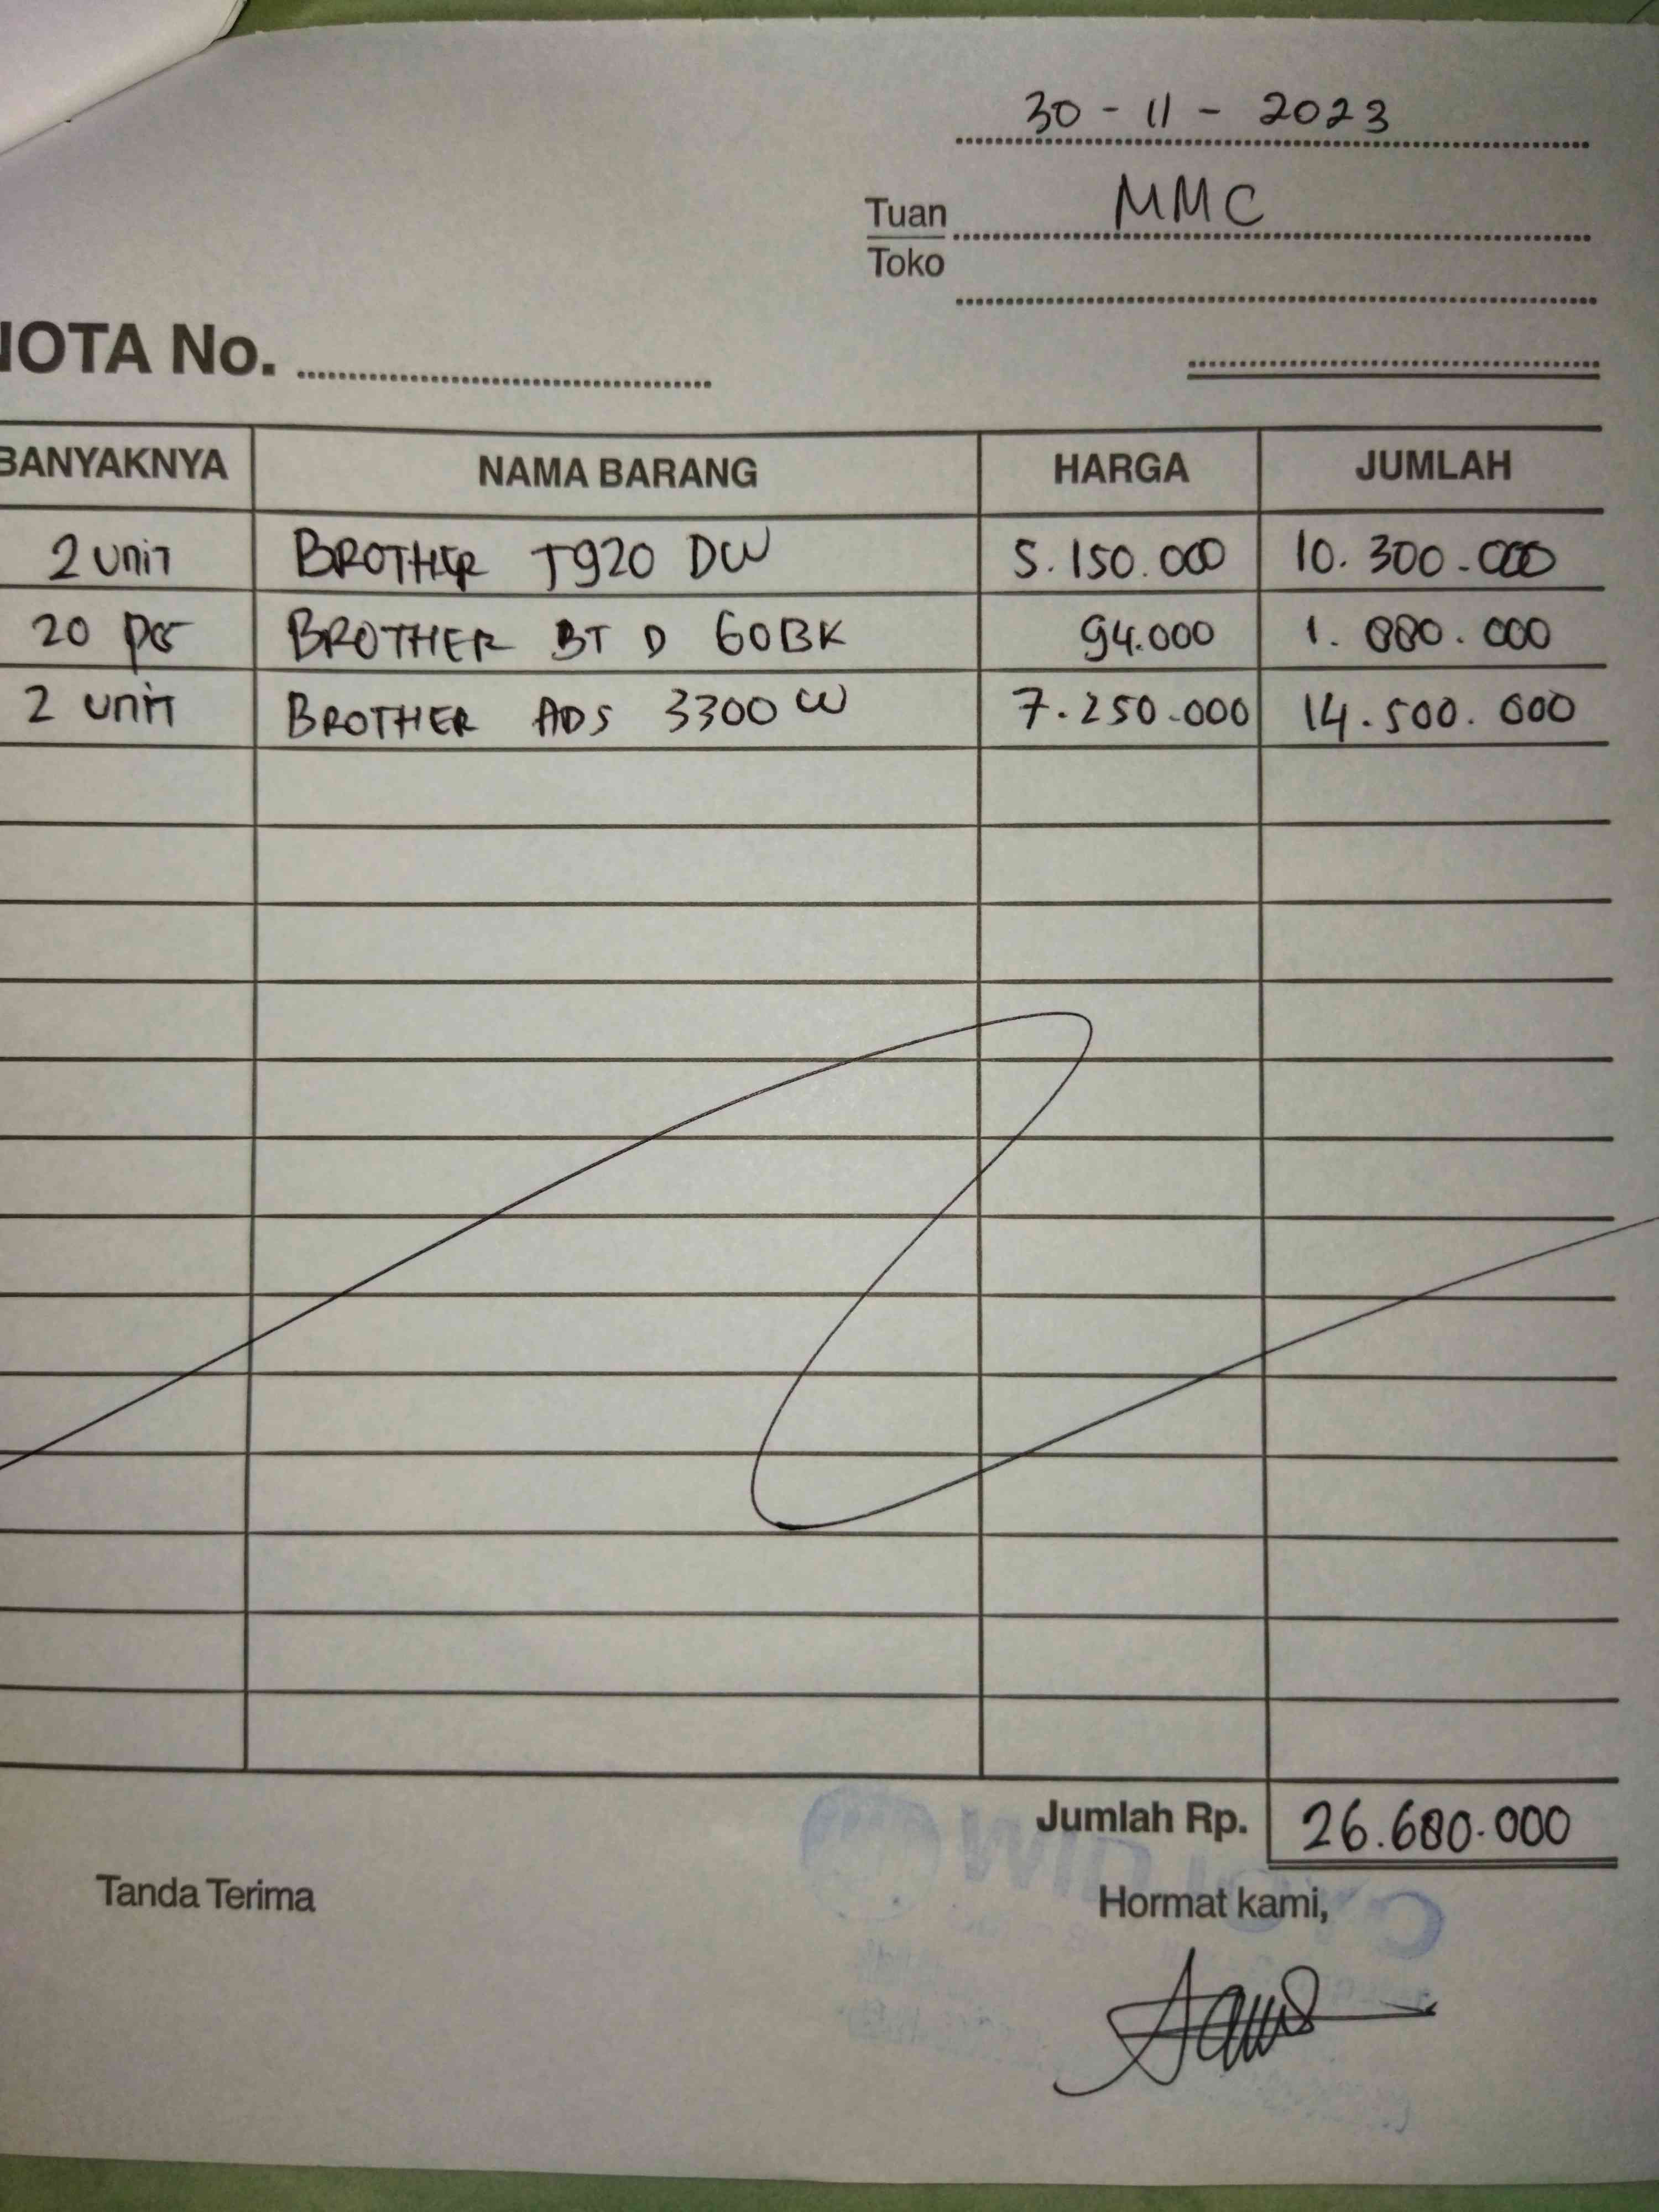 30 - 11 - 2023
Tuan MMC
Toko
NOTA No.
BANYAKNYA NAMA BARANG HARGA JUMLAH
2 unit BROTHER T920 DW 5.150.000 10.300.000
20 pcs BROTHER BT D 60BK 94.000 1.880.000
2 unit BROTHER ADS 3300 W 7.250.000 14.500.000
Jumlah Rp. 26.680.000
Tanda Terima Hormat kami,